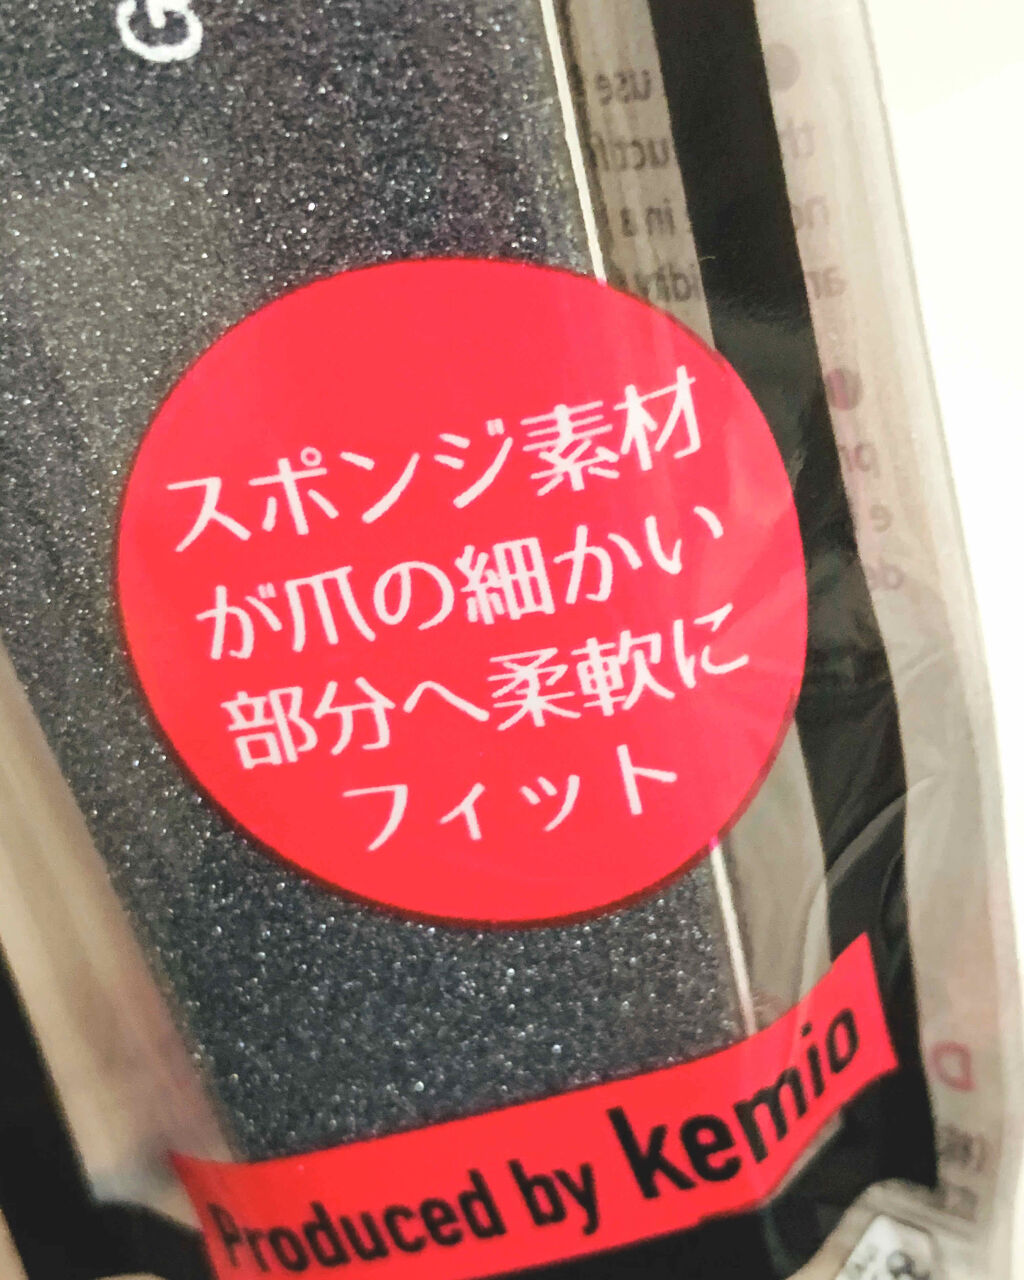 G
スポンジ素材
が爪の細かい
部分へ柔軟に
フィット
Produced by kemio